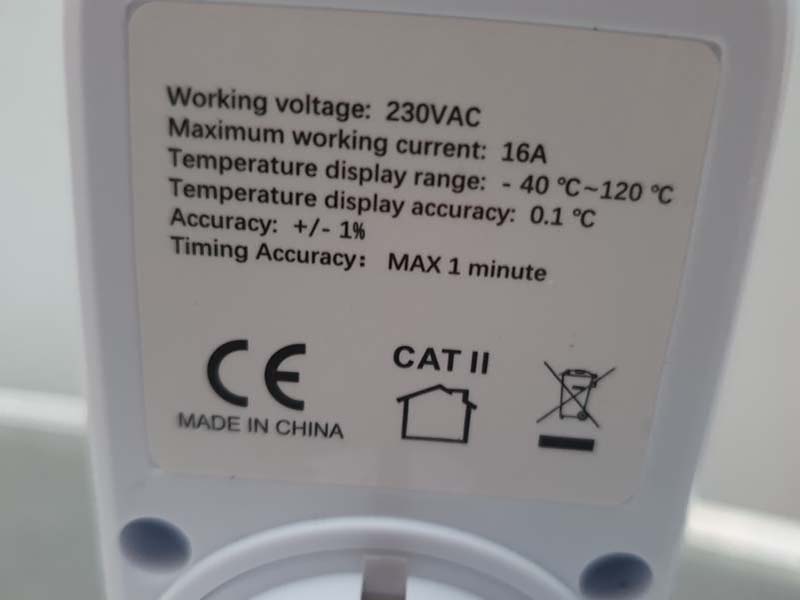 Working voltage: 230VAC
Maximum working current: 16A
Temperature display range: - 40 ℃~120 ℃
Temperature display accuracy: 0.1 ℃
Accuracy: +/- 1%
Timing Accuracy: MAX 1 minute
CE
MADE IN CHINA
CAT II